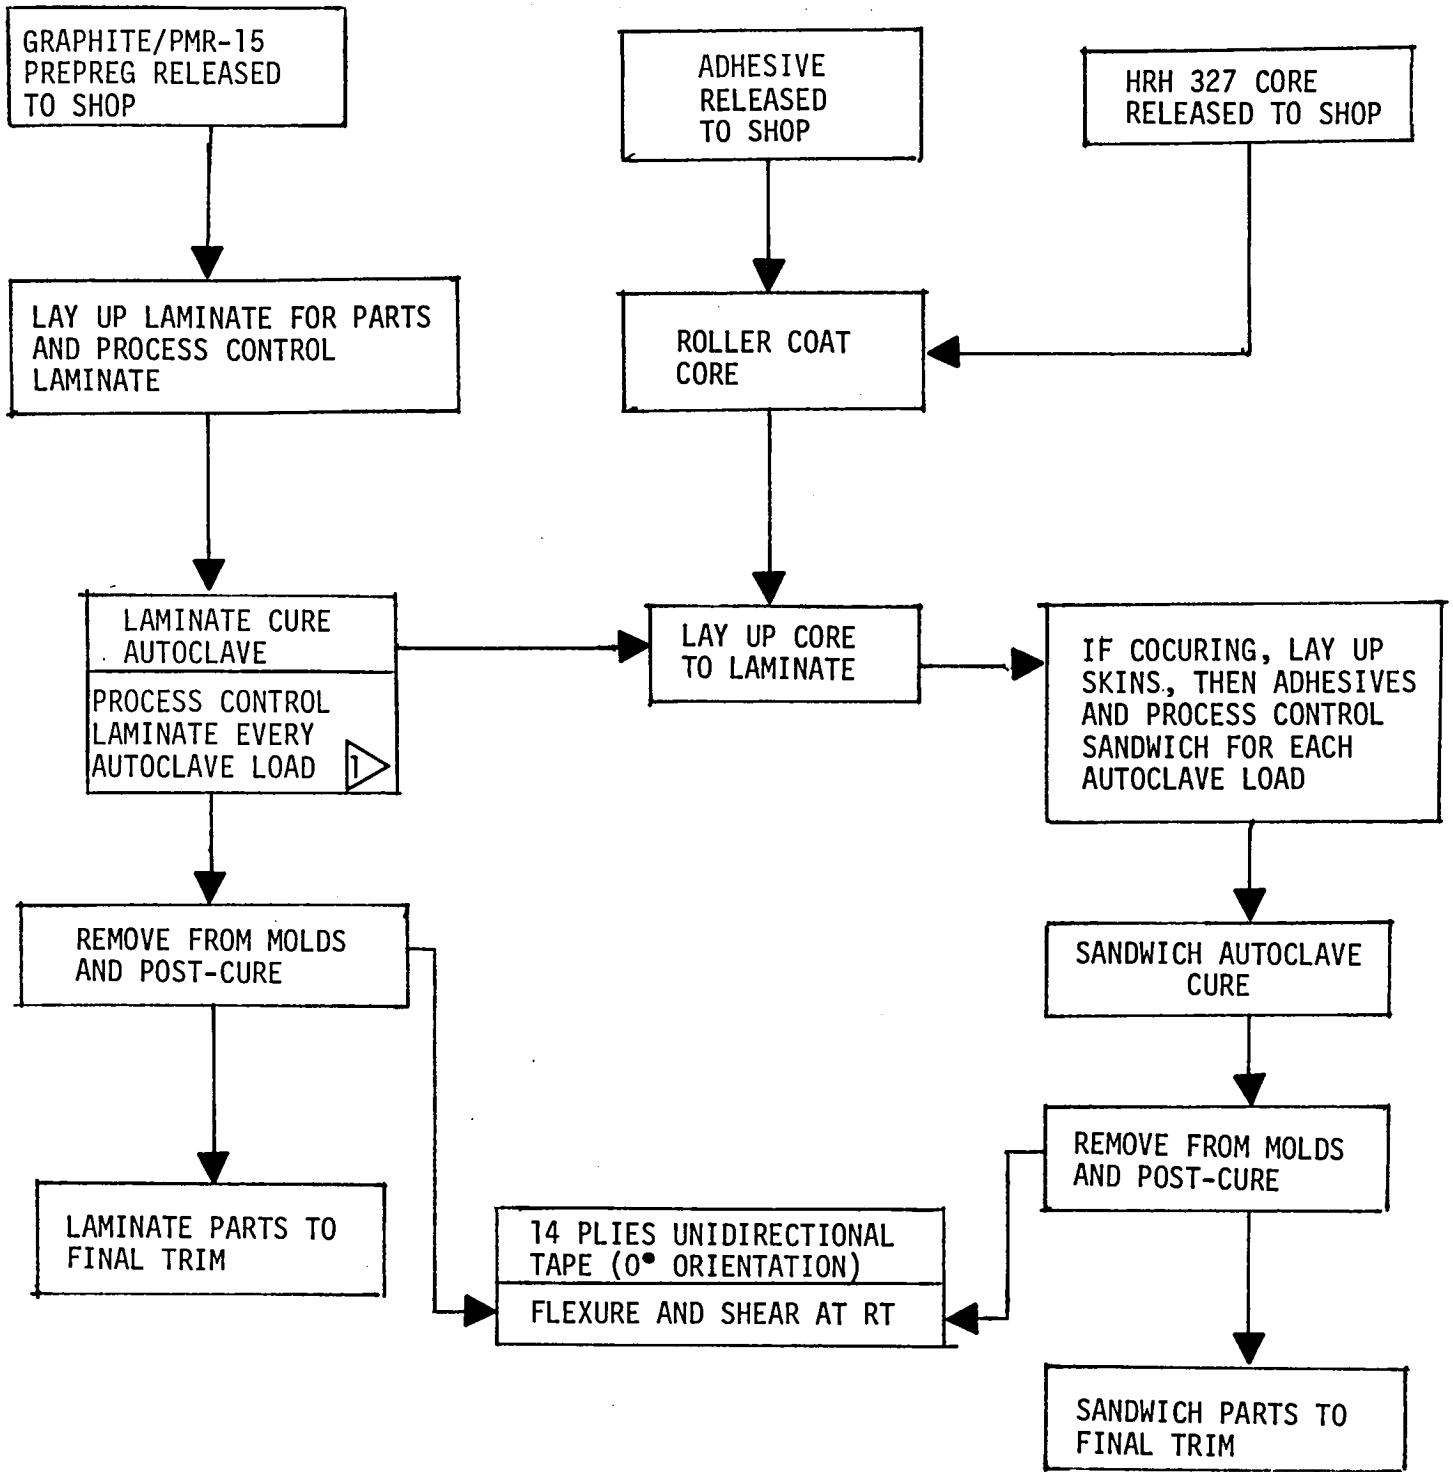 GRAPHITE/PMR-15
PREPREG RELEASED
TO SHOP
ADHESIVE
RELEASED
TO SHOP
HRH 327 CORE
RELEASED TO SHOP
LAY UP LAMINATE FOR PARTS
AND PROCESS CONTROL
LAMINATE
ROLLER COAT
CORE
LAMINATE CURE
AUTOCLAVE
PROCESS CONTROL
LAMINATE EVERY
AUTOCLAVE LOAD 1
LAY UP CORE
TO LAMINATE
IF COCURING, LAY UP
SKINS, THEN ADHESIVES
AND PROCESS CONTROL
SANDWICH FOR EACH
AUTOCLAVE LOAD
REMOVE FROM MOLDS
AND POST-CURE
SANDWICH AUTOCLAVE
CURE
REMOVE FROM MOLDS
AND POST-CURE
LAMINATE PARTS TO
FINAL TRIM
14 PLIES UNIDIRECTIONAL
TAPE (0° ORIENTATION)
FLEXURE AND SHEAR AT RT
SANDWICH PARTS TO
FINAL TRIM